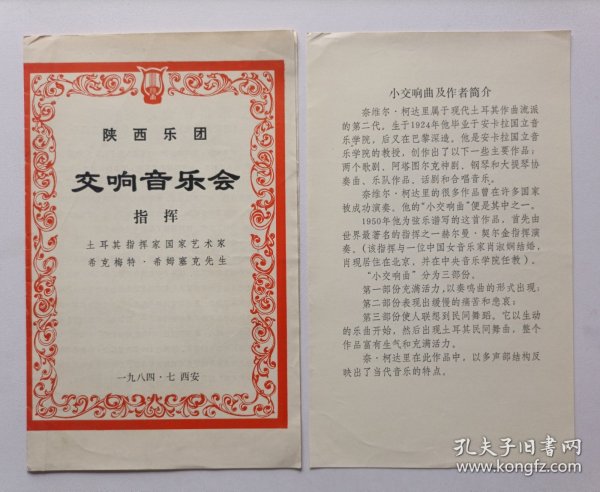 陕西乐团
交响音乐会
指挥
土耳其指挥家国家艺术家
希克梅特·希姆塞克先生
一九八四·七 西安
小交响曲及作者简介
奈维尔·柯达里属于现代土耳其作曲流派
的第二代，生于1924年他毕业于安卡拉国立音
乐学院，后又在巴黎深造。他是安卡拉国立音
乐学院的教授，创作出了以下一些主要作品：
两个歌剧、阿塔图尔克神剧、钢琴和大提琴协
奏曲、乐队作品、话剧和合唱音乐。
奈维尔·柯达里的很多作品曾在许多国家
被成功演奏、他的“小交响曲”便是其中之一。
1950年他为弦乐谱写的这首作品，首先由
世界最著名的指挥之一赫尔曼·契尔金指挥演
奏。（该指挥与一位中国女音乐家肖淑娴结婚，
肖现居住在北京，并在中央音乐学院任教）。
“小交响曲”分为三部份。
第一部份充满活力，以奏鸣曲的形式出现；
第二部份表现出缓慢的痛苦和悲哀；
第三部份使人联想到民间舞蹈。它以生动
的乐曲开始，然后出现土耳其民间舞曲，整个
作品富有生气和充满活力。
奈·柯达里在此作品中，以多声部结构反
映出了当代音乐的特点。
孔夫子旧书网
www.kongfz.com